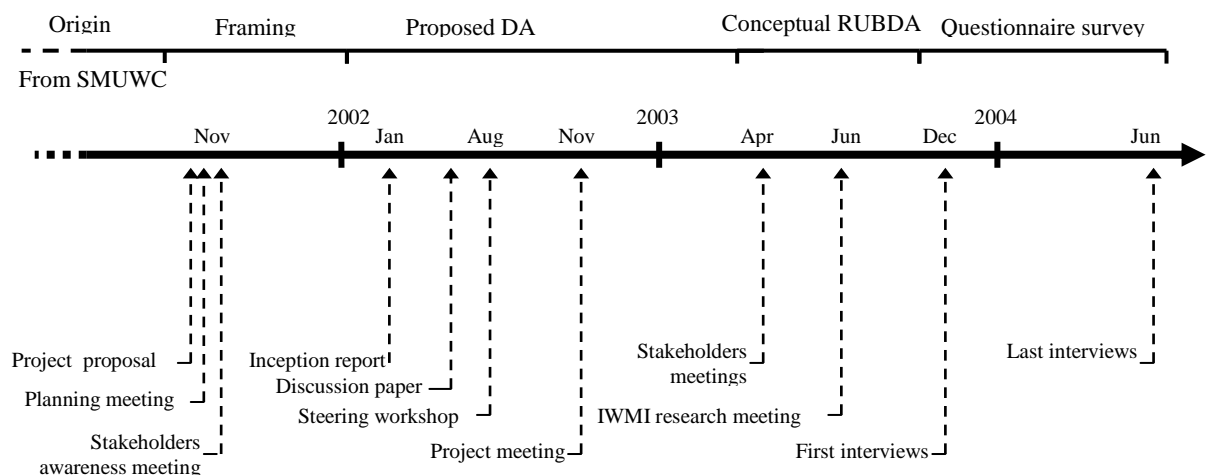 Origin
Framing
Proposed DA
Conceptual RUBDA
Questionnaire survey
From SMUWC
2002
2003
2004
Nov
Jan
Aug
Nov
Apr
Jun
Dec
Jun
Project proposal
Planning meeting
Stakeholders
awareness meeting
Inception report
Discussion paper
Steering workshop
Project meeting
Stakeholders
meetings
IWMI research meeting
First interviews
Last interviews